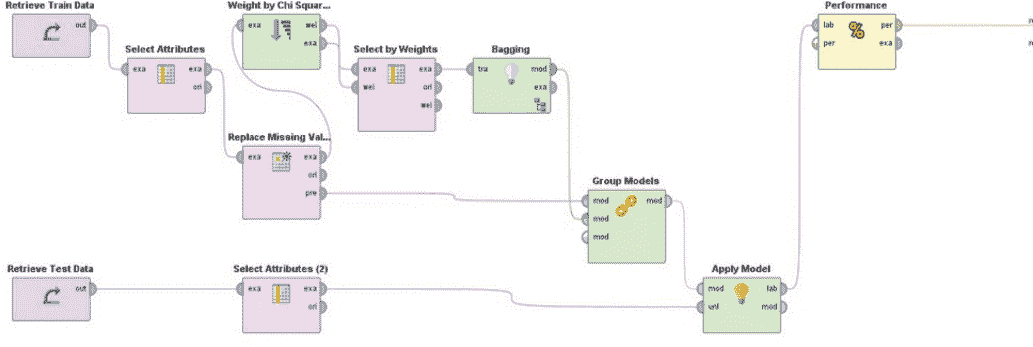 Retrieve Train Data
out
Select Attributes
exa exa
ori
Weight by Chi Squar...
exa wei
exa
Select by Weights
exa exa
wei ori
wei
Bagging
tra mod
exa
Replace Missing Val...
exa exa
ori
pre
Group Models
mod mod
mod
mod
Retrieve Test Data
out
Select Attributes (2)
exa exa
ori
Apply Model
mod lab
unl mod
Performance
lab per
per exa